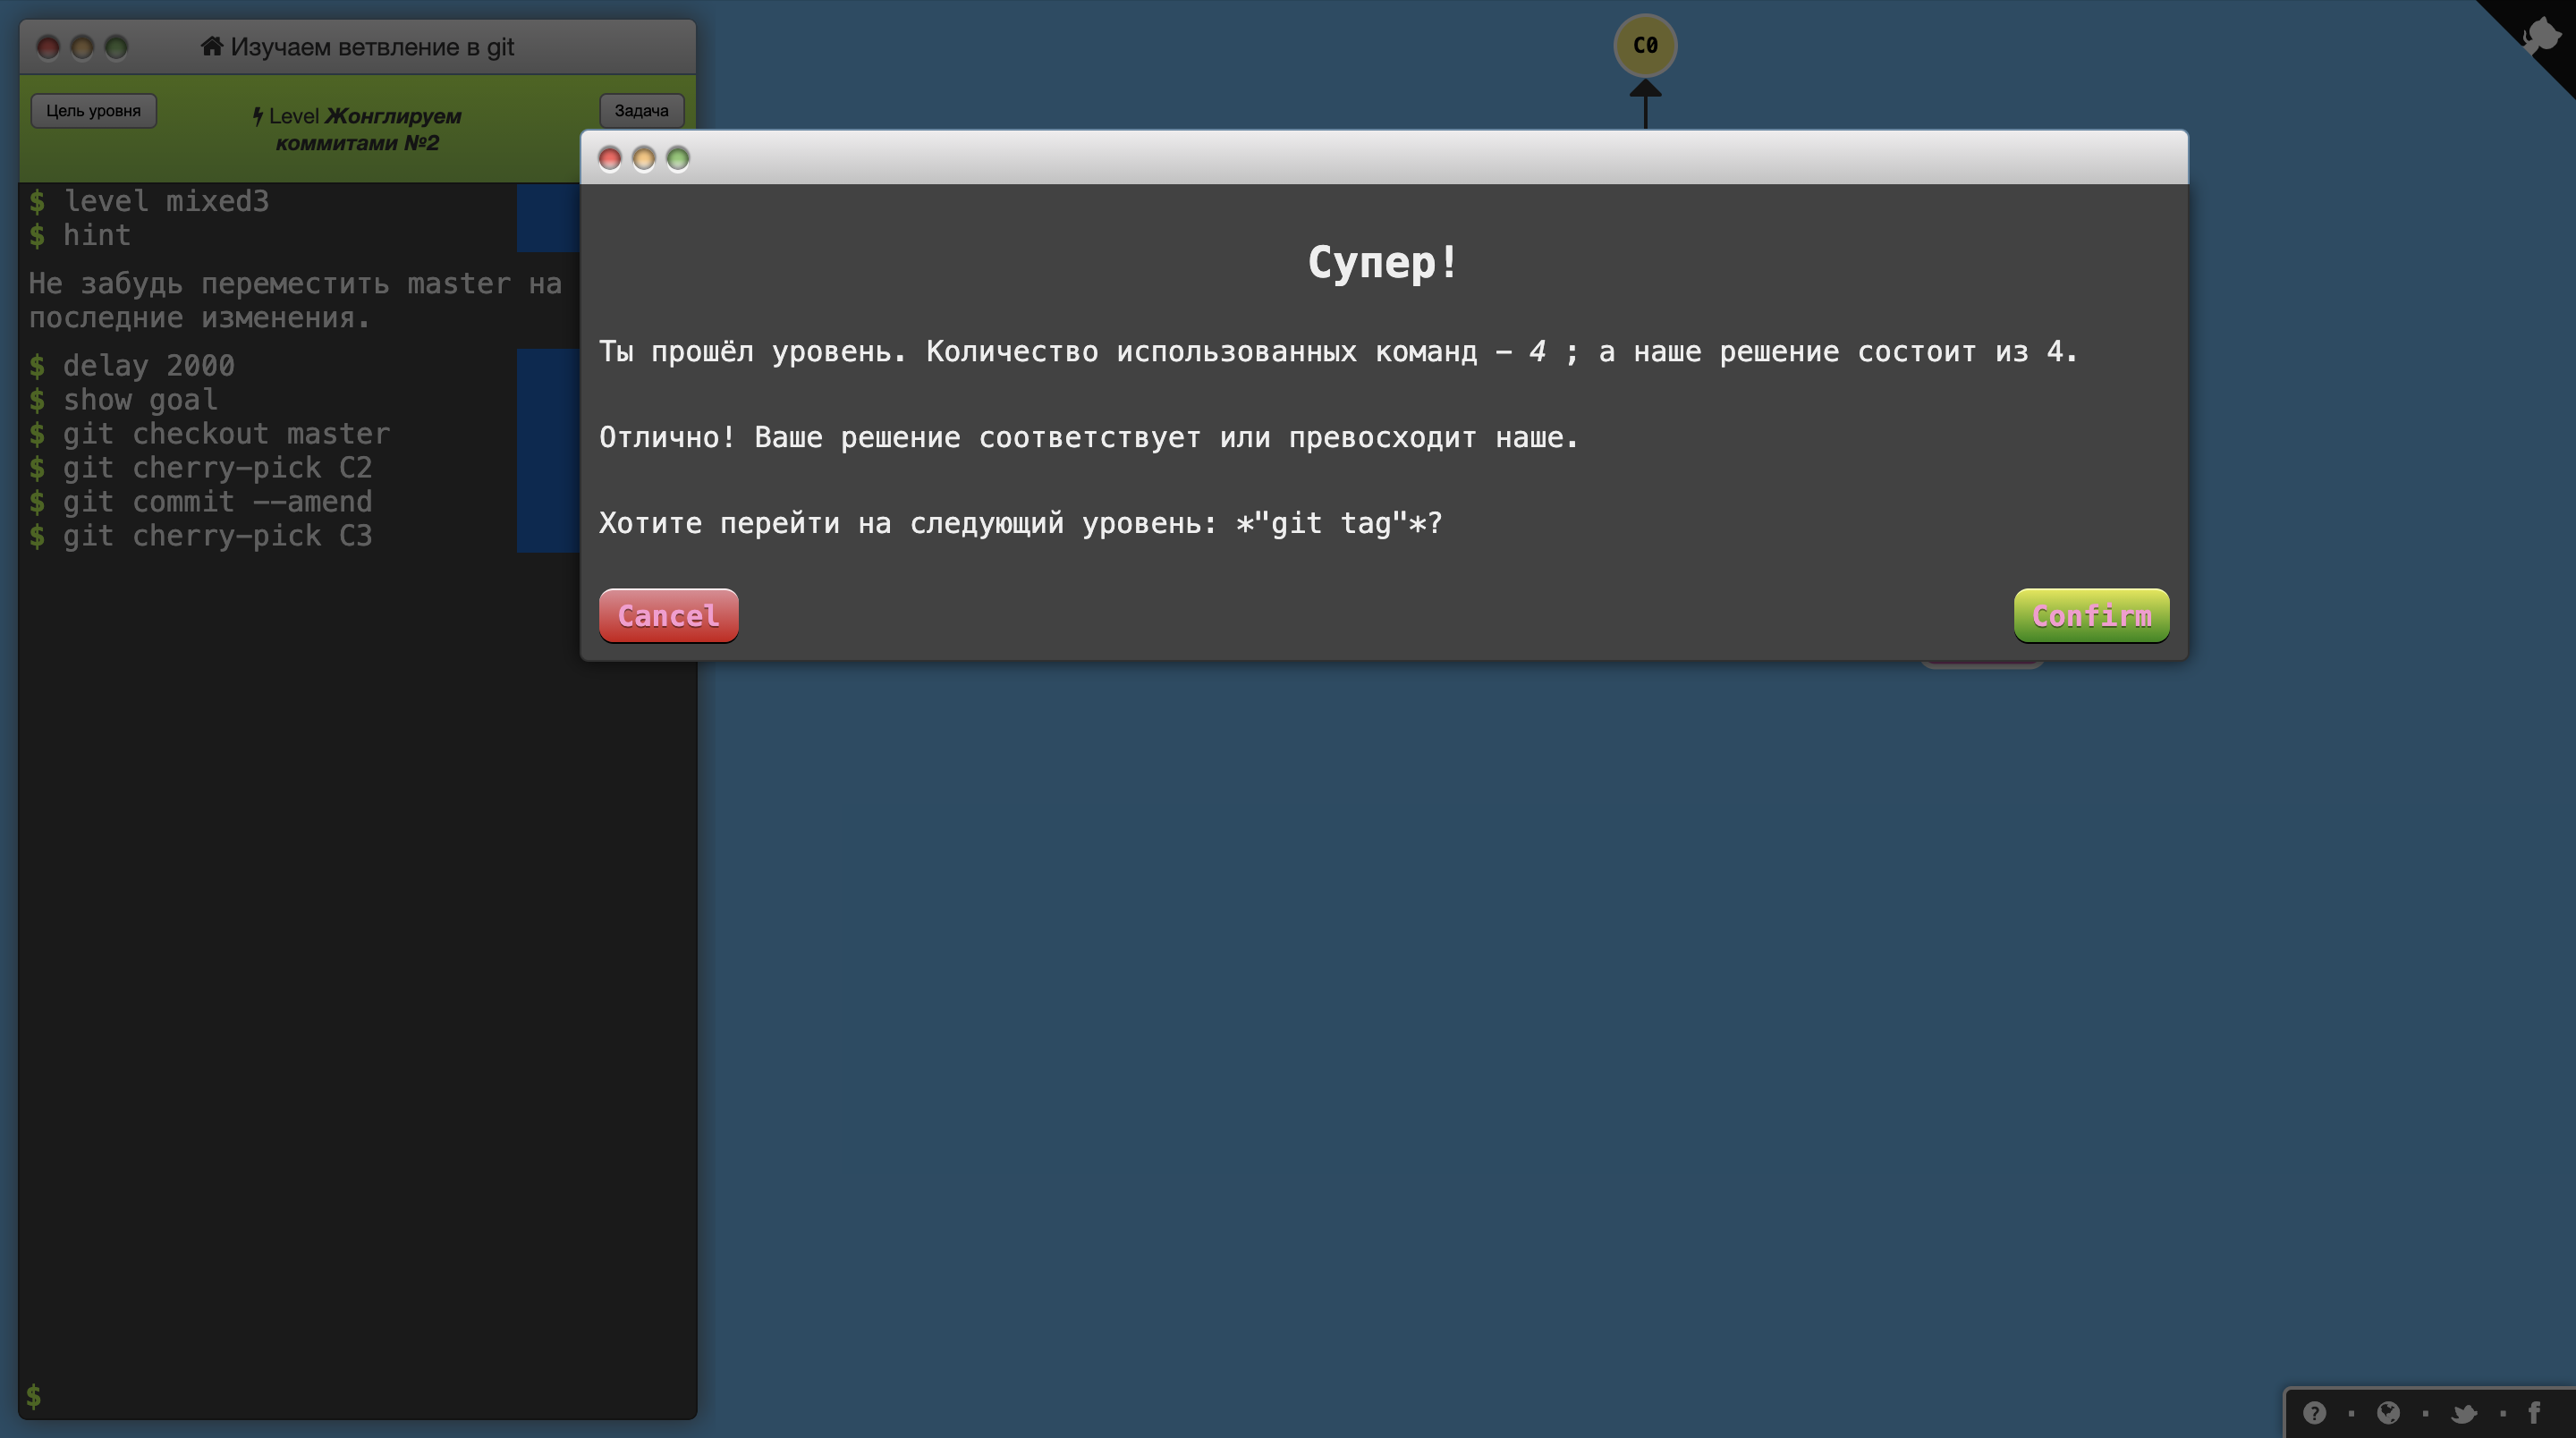 Изучаем ветвление в git
Цель уровня
Level Жонглируем
коммитами №2
Задача
$ level mixed3
$ hint
Не забудь переместить master на
последние изменения.
$ delay 2000
$ show goal
$ git checkout master
$ git cherry-pick C2
$ git commit --amend
$ git cherry-pick C3
$
C0
Супер!
Ты прошёл уровень. Количество использованных команд - 4 ; а наше решение состоит из 4.
Отлично! Ваше решение соответствует или превосходит наше.
Хотите перейти на следующий уровень: *"git tag"*?
Cancel
Confirm